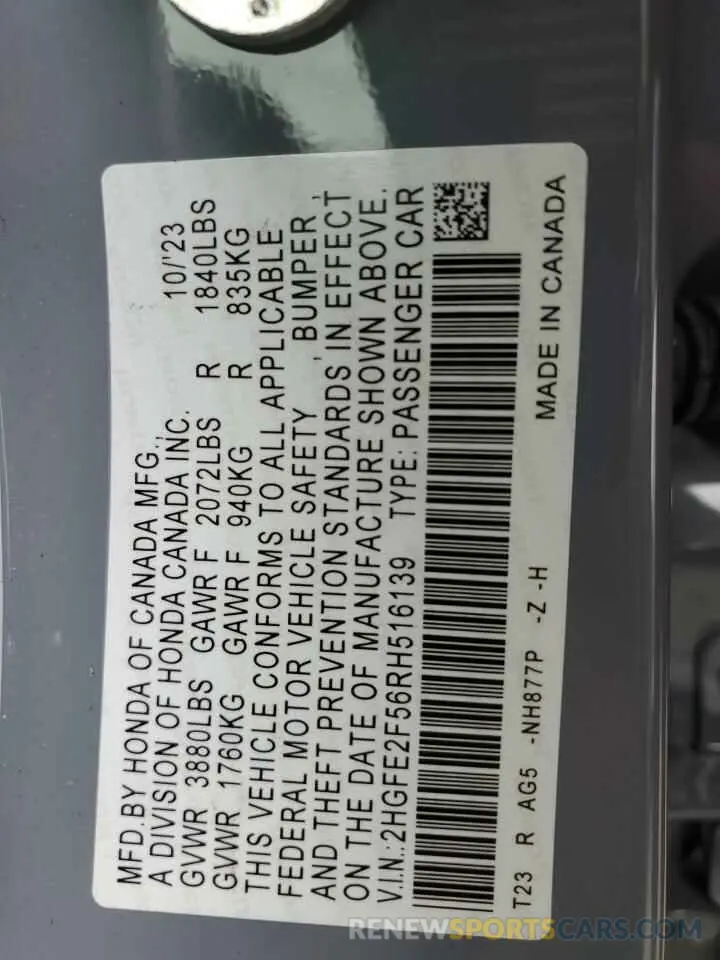 MFD.BY HONDA OF CANADA MFG.,
A DIVISION OF HONDA CANADA INC. 10/'23
GVWR 3880LBS GAWR F 2072LBS R 1840LBS
GVWR 1760KG GAWR F 940KG R 835KG
THIS VEHICLE CONFORMS TO ALL APPLICABLE
FEDERAL MOTOR VEHICLE SAFETY , BUMPER ,
AND THEFT PREVENTION STANDARDS IN EFFECT
ON THE DATE OF MANUFACTURE SHOWN ABOVE.
V.I.N.:2HGFE2F56RH516139 TYPE: PASSENGER CAR
T23 R AG5 -NH877P -Z -H MADE IN CANADA
RENEWSPORTSCARS.COM